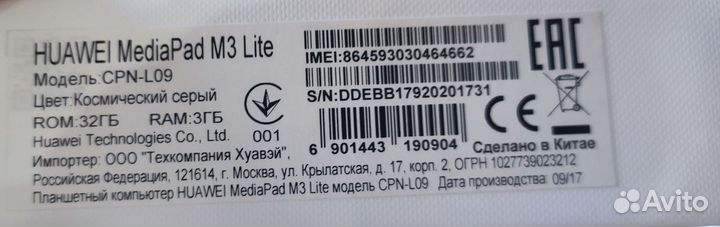 HUAWEI MediaPad M3 Lite
Модель:CPN-L09
Цвет:Космический серый
ROM:32ГБ RAM:3ГБ
Huawei Technologies Co., Ltd. 001
IMEI:864593030464662
S/N:DDEBB17920201731
6 901443 190904
EAC
CE
Сделано в Китае
Импортер: ООО "Техкомпания Хуавэй",
Российская Федерация, 121614, г. Москва, ул. Крылатская, д. 17, корп. 2, ОГРН 1027739023212
Планшетный компьютер HUAWEI MediaPad M3 Lite модель CPN-L09 Дата производства: 09/17
Avito